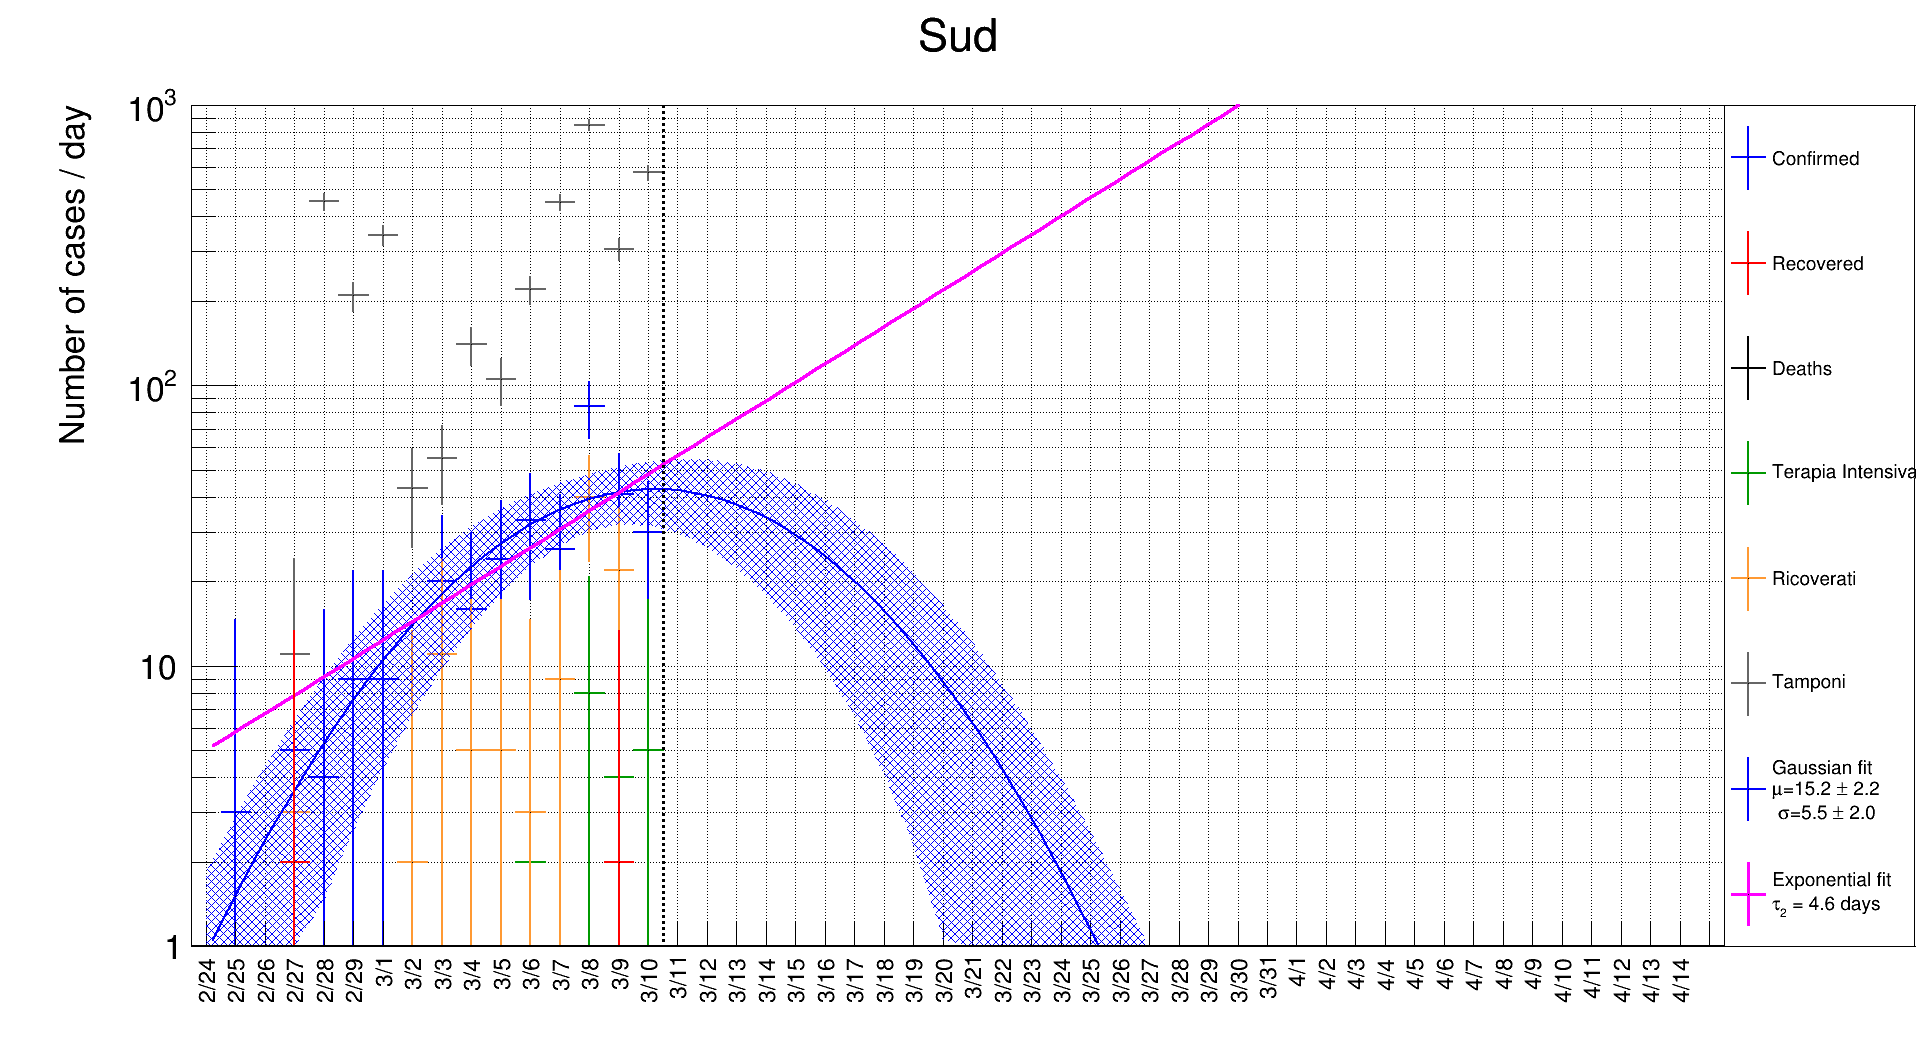 Sud
Number of cases / day
10³
10²
10
1
2/24 2/25 2/26 2/27 2/28 2/29 3/1 3/2 3/3 3/4 3/5 3/6 3/7 3/8 3/9 3/10 3/11 3/12 3/13 3/14 3/15 3/16 3/17 3/18 3/19 3/20 3/21 3/22 3/23 3/24 3/25 3/26 3/27 3/28 3/29 3/30 3/31 4/1 4/2 4/3 4/4 4/5 4/6 4/7 4/8 4/9 4/10 4/11 4/12 4/13 4/14
Confirmed
Recovered
Deaths
Terapia Intensiva
Ricoverati
Tamponi
Gaussian fit
μ=15.2 ± 2.2
σ=5.5 ± 2.0
Exponential fit
τ₂ = 4.6 days